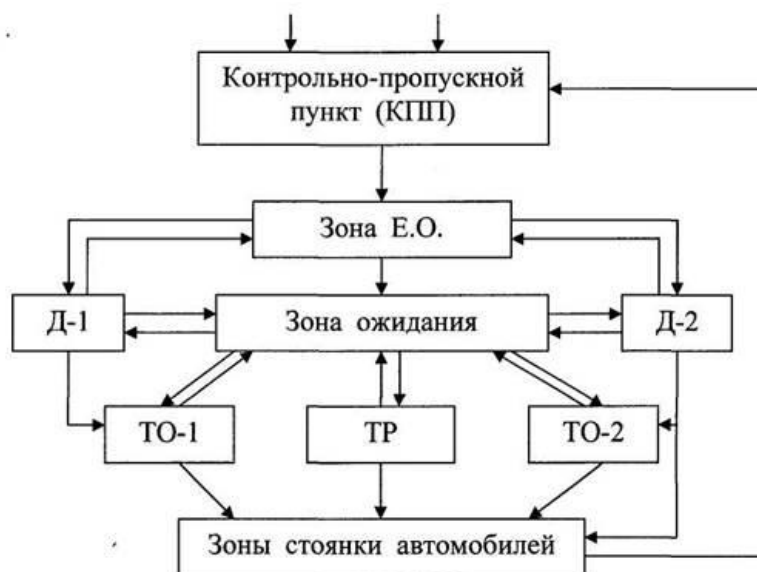 Контрольно-пропускной
пункт (КПП)
Зона Е.О.
Д-1
Зона ожидания
Д-2
ТО-1
ТР
ТО-2
Зоны стоянки автомобилей